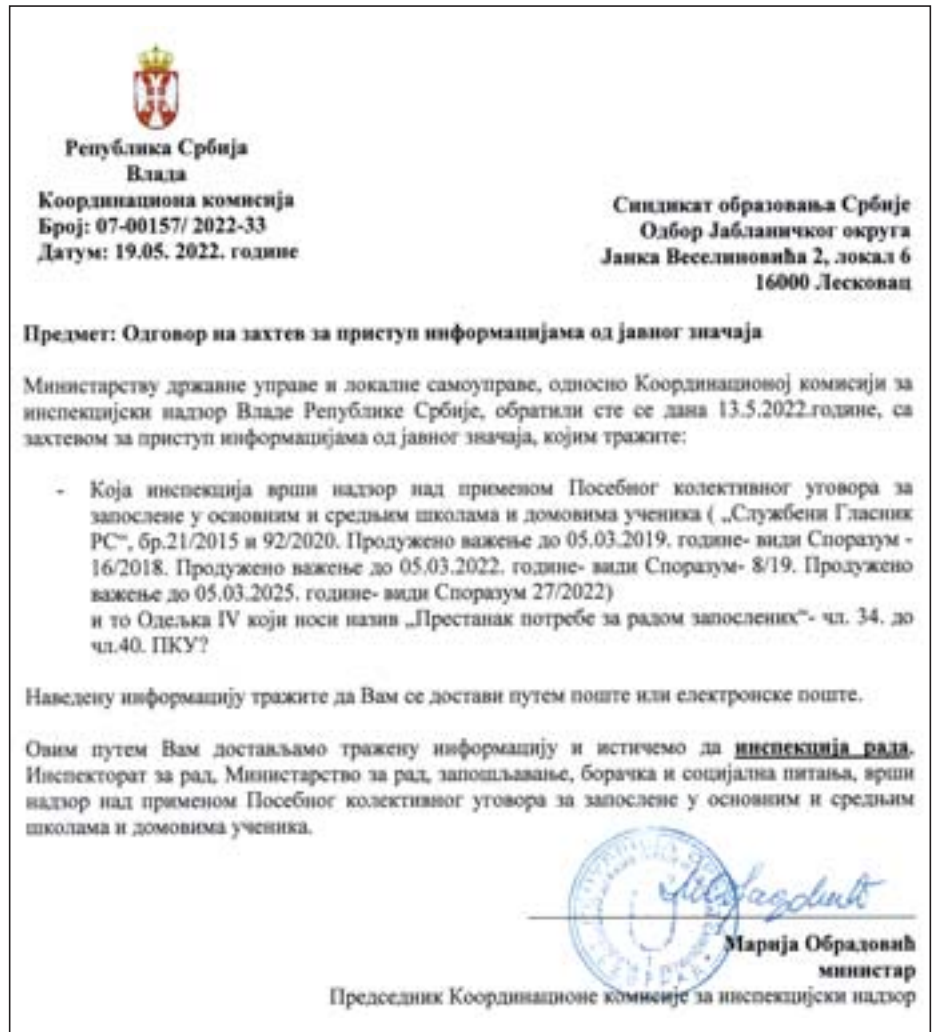 Република Србија
Влада
Координациона комисија
Број: 07-00157/ 2022-33
Датум: 19.05. 2022. године
Синдикат образовања Србије
Одбор Јабланичког округа
Јанка Веселиновића 2, локал 6
16000 Лесковац
Предмет: Одговор на захтев за приступ информацијама од јавног значаја
Министарству државне управе и локалне самоуправе, односно Координационој комисији за
инспекцијски надзор Владе Републике Србије, обратили сте се дана 13.5.2022.године, са
захтевом за приступ информацијама од јавног значаја, којим тражите:
- Која инспекција врши надзор над применом Посебног колективног уговора за
запослене у основним и средњим школама и домовима ученика ( „Службени Гласник
РС“, бр.21/2015 и 92/2020. Продужено важење до 05.03.2019. године- види Споразум -
16/2018. Продужено важење до 05.03.2022. године- види Споразум- 8/19. Продужено
важење до 05.03.2025. године- види Споразум 27/2022)
и то Одељка IV који носи назив „Престанак потребе за радом запослених“- чл. 34. до
чл.40. ПКУ?
Наведену информацију тражите да Вам се достави путем поште или електронске поште.
Овим путем Вам достављамо тражену информацију и истичемо да инспекција рада,
Инспекторат за рад, Министарство за рад, запошљавање, борачка и социјална питања, врши
надзор над применом Посебног колективног уговора за запослене у основним и средњим
школама и домовима ученика.
Марија Обрадовић
министар
Председник Координационе комисије за инспекцијски надзор